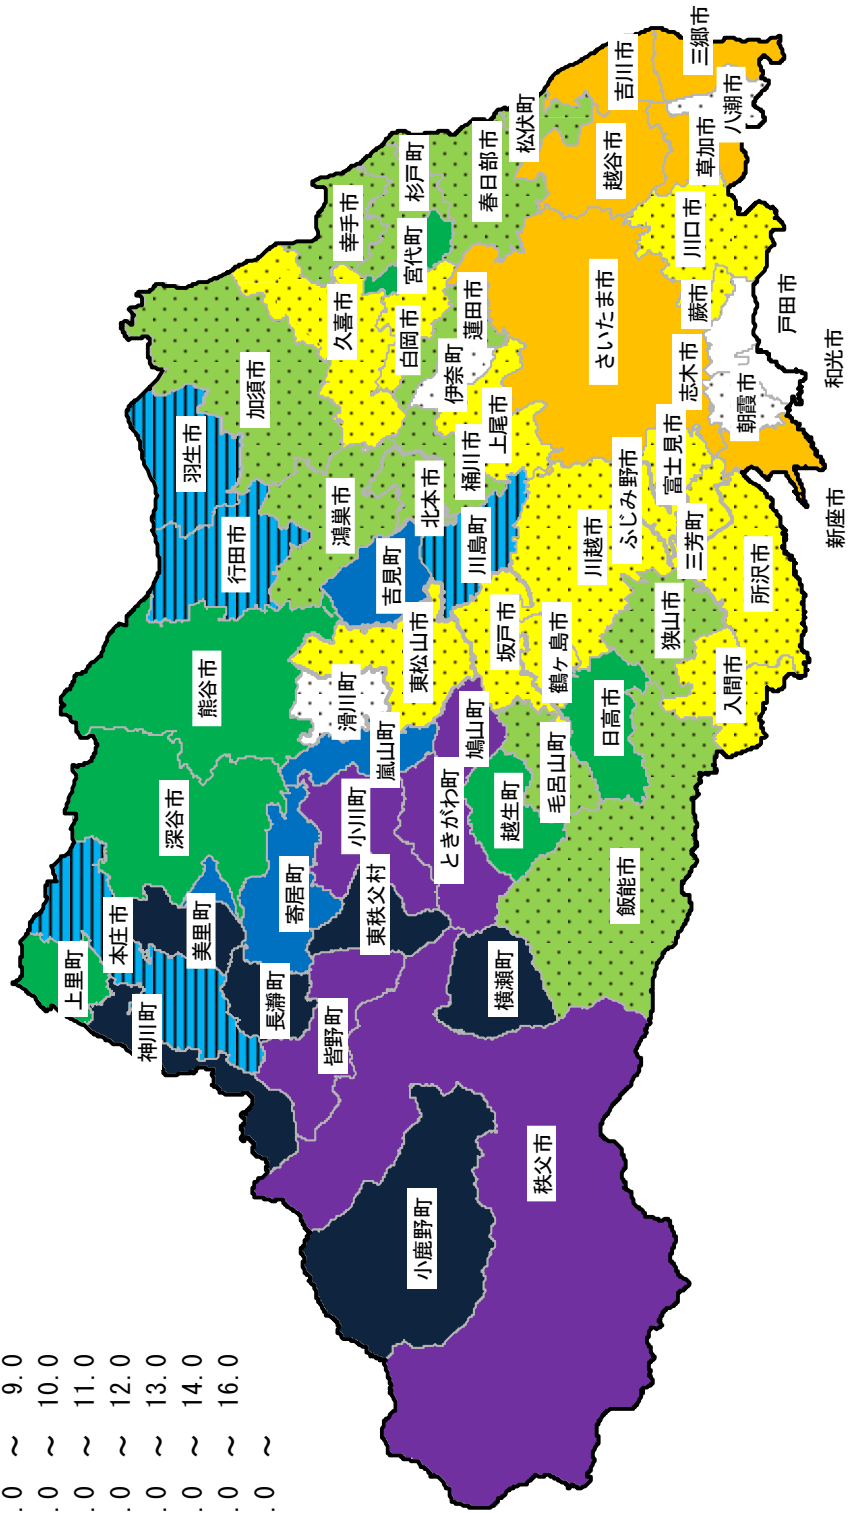 .0 ～ 9.0
.0 ～ 10.0
.0 ～ 11.0
.0 ～ 12.0
.0 ～ 13.0
.0 ～ 14.0
.0 ～ 16.0
.0 ～
上里町
神川町
本庄市
美里町
深谷市
熊谷市
行田市
羽生市
加須市
長瀞町
寄居町
皆野町
小川町
嵐山町
滑川町
吉見町
鴻巣市
久喜市
幸手市
東秩父村
ときがわ町
東松山市
北本市
白岡市
宮代町
杉戸町
小鹿野町
横瀬町
越生町
鳩山町
坂戸市
川島町
桶川市
上尾市
伊奈町
蓮田市
春日部市
松伏町
秩父市
毛呂山町
鶴ヶ島市
川越市
さいたま市
越谷市
吉川市
飯能市
日高市
狭山市
ふじみ野市
富士見市
三芳町
志木市
蕨市
川口市
草加市
八潮市
三郷市
入間市
所沢市
朝霞市
戸田市
新座市
和光市